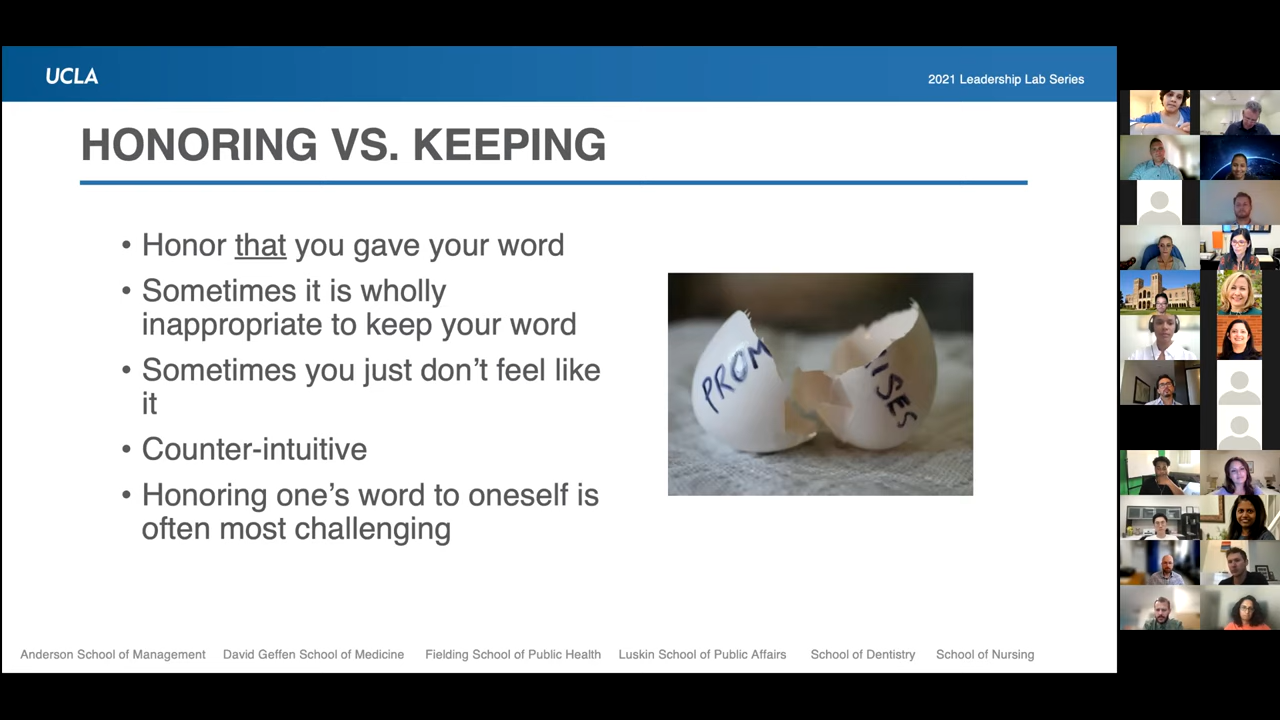 UCLA
2021 Leadership Lab Series
HONORING VS. KEEPING
• Honor that you gave your word
• Sometimes it is wholly
inappropriate to keep your word
• Sometimes you just don’t feel like
it
• Counter-intuitive
• Honoring one’s word to oneself is
often most challenging
PROM
ISES
Anderson School of Management David Geffen School of Medicine Fielding School of Public Health Luskin School of Public Affairs School of Dentistry School of Nursing